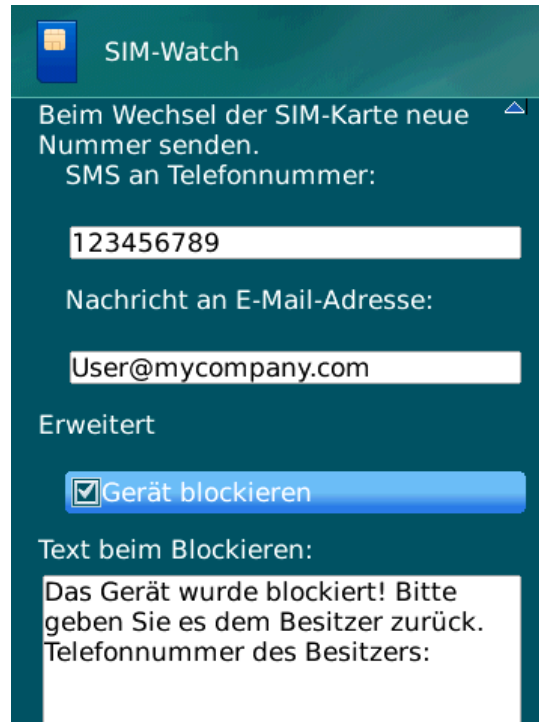 SIM-Watch
Beim Wechsel der SIM-Karte neue
Nummer senden.
SMS an Telefonnummer:
123456789
Nachricht an E-Mail-Adresse:
User@mycompany.com
Erweitert
Gerät blockieren
Text beim Blockieren:
Das Gerät wurde blockiert! Bitte
geben Sie es dem Besitzer zurück.
Telefonnummer des Besitzers: